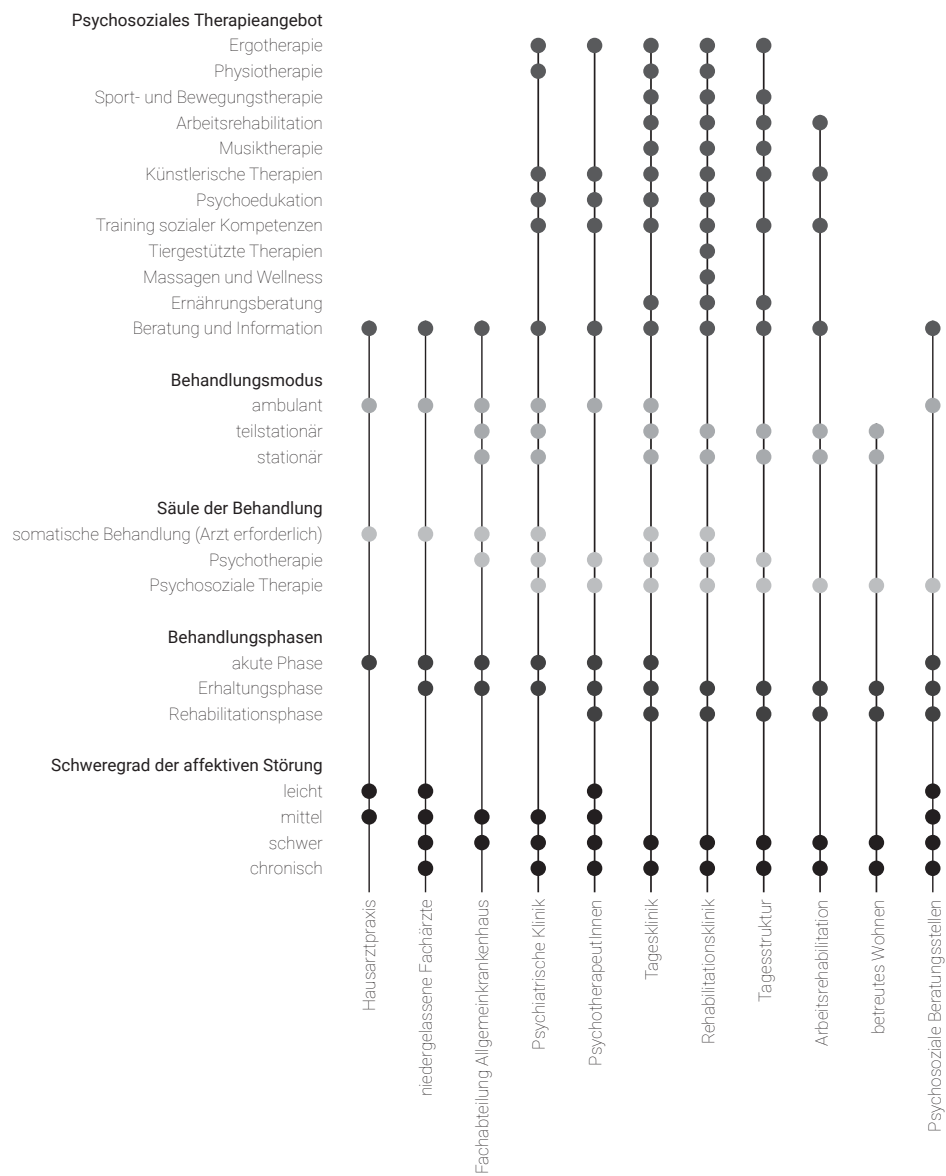 Psychosoziales Therapieangebot
Ergotherapie
Physiotherapie
Sport- und Bewegungstherapie
Arbeitsrehabilitation
Musiktherapie
Künstlerische Therapien
Psychoedukation
Training sozialer Kompetenzen
Tiergestützte Therapien
Massagen und Wellness
Ernährungsberatung
Beratung und Information
Behandlungsmodus
ambulant
teilstationär
stationär
Säule der Behandlung
somatische Behandlung (Arzt erforderlich)
Psychotherapie
Psychosoziale Therapie
Behandlungsphasen
akute Phase
Erhaltungsphase
Rehabilitationsphase
Schweregrad der affektiven Störung
leicht
mittel
schwer
chronisch
Hausarztpraxis
niedergelassene Fachärzte
Fachabteilung Allgemeinkrankenhaus
Psychiatrische Klinik
PsychotherapeutInnen
Tagesklinik
Rehabilitationsklinik
Tagesstruktur
Arbeitsrehabilitation
betreutes Wohnen
Psychosoziale Beratungsstellen